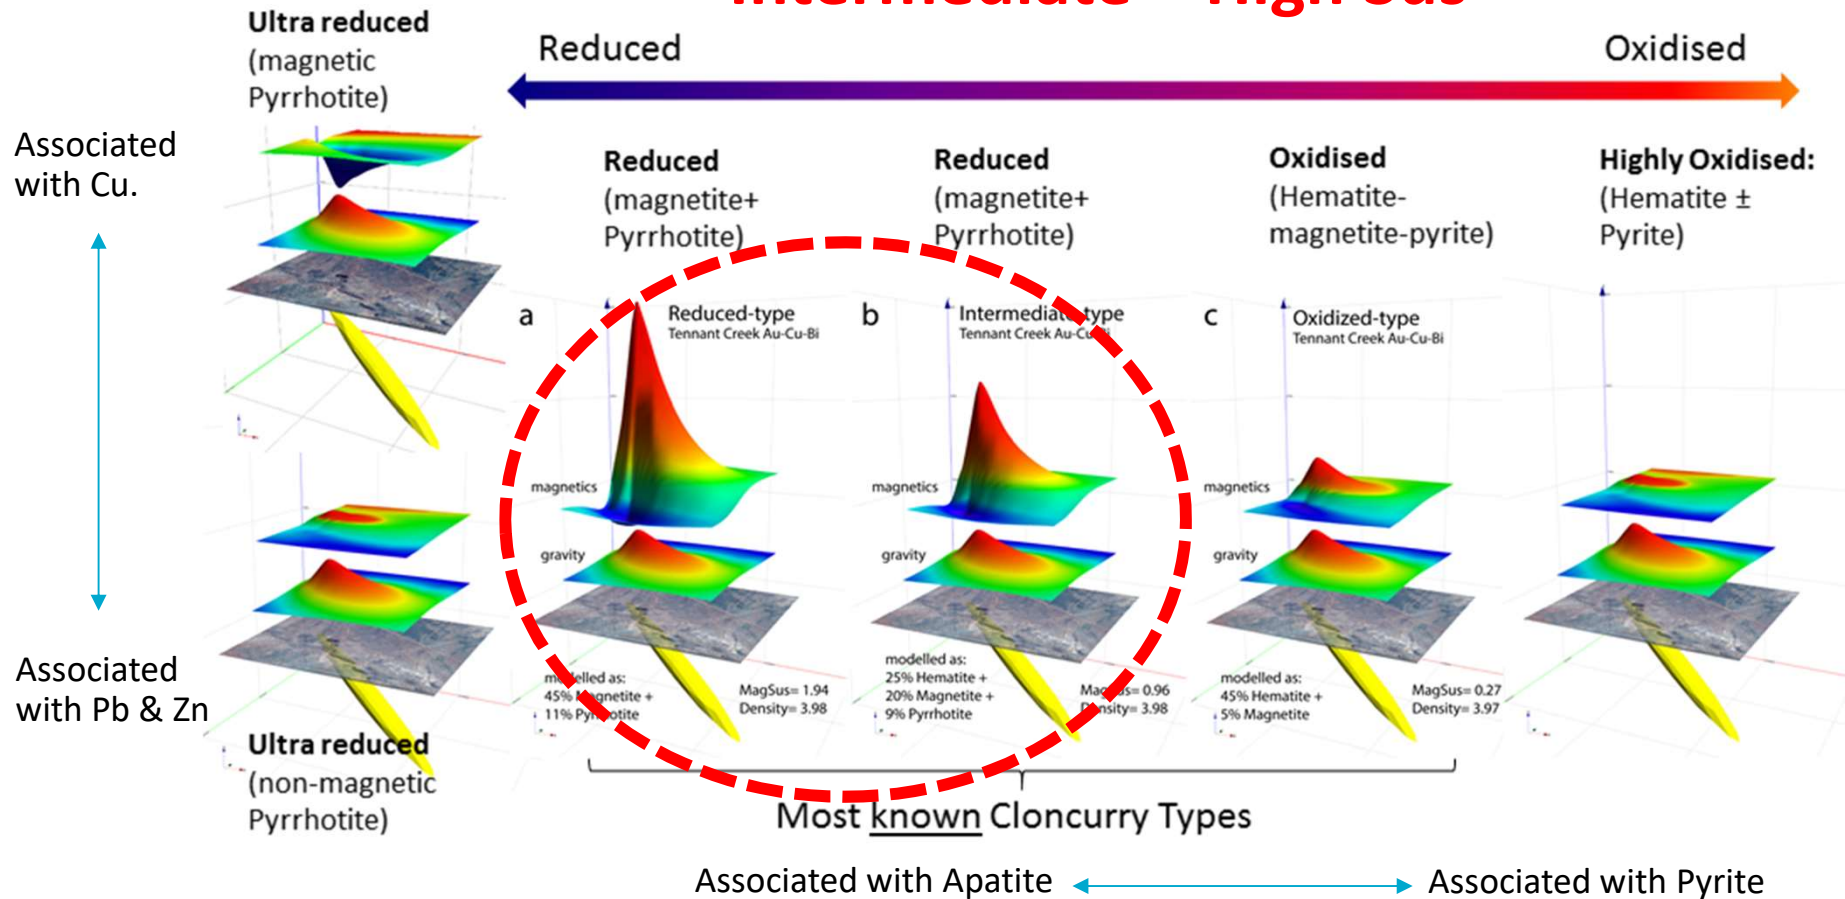 Intermediate – High Sus
Ultra reduced
(magnetic
Pyrrhotite)
Reduced
Oxidised
Associated
with Cu.
Reduced
(magnetite+
Pyrrhotite)
Reduced
(magnetite+
Pyrrhotite)
Oxidised
(Hematite-
magnetite-pyrite)
Highly Oxidised:
(Hematite ±
Pyrite)
a
Reduced-type
Tennant Creek Au-Cu-Bi
b
Intermediate-type
Tennant Creek Au-Cu-Bi
c
Oxidized-type
Tennant Creek Au-Cu-Bi
magnetics
magnetics
magnetics
gravity
gravity
gravity
Associated
with Pb & Zn
modelled as:
45% Magnetite +
11% Pyrrhotite
MagSus= 1.94
Density= 3.98
modelled as:
25% Hematite +
20% Magnetite +
9% Pyrrhotite
MagSus= 0.96
Density= 3.98
modelled as:
45% Hematite +
5% Magnetite
MagSus= 0.27
Density= 3.97
Ultra reduced
(non-magnetic
Pyrrhotite)
Most known Cloncurry Types
Associated with Apatite
Associated with Pyrite